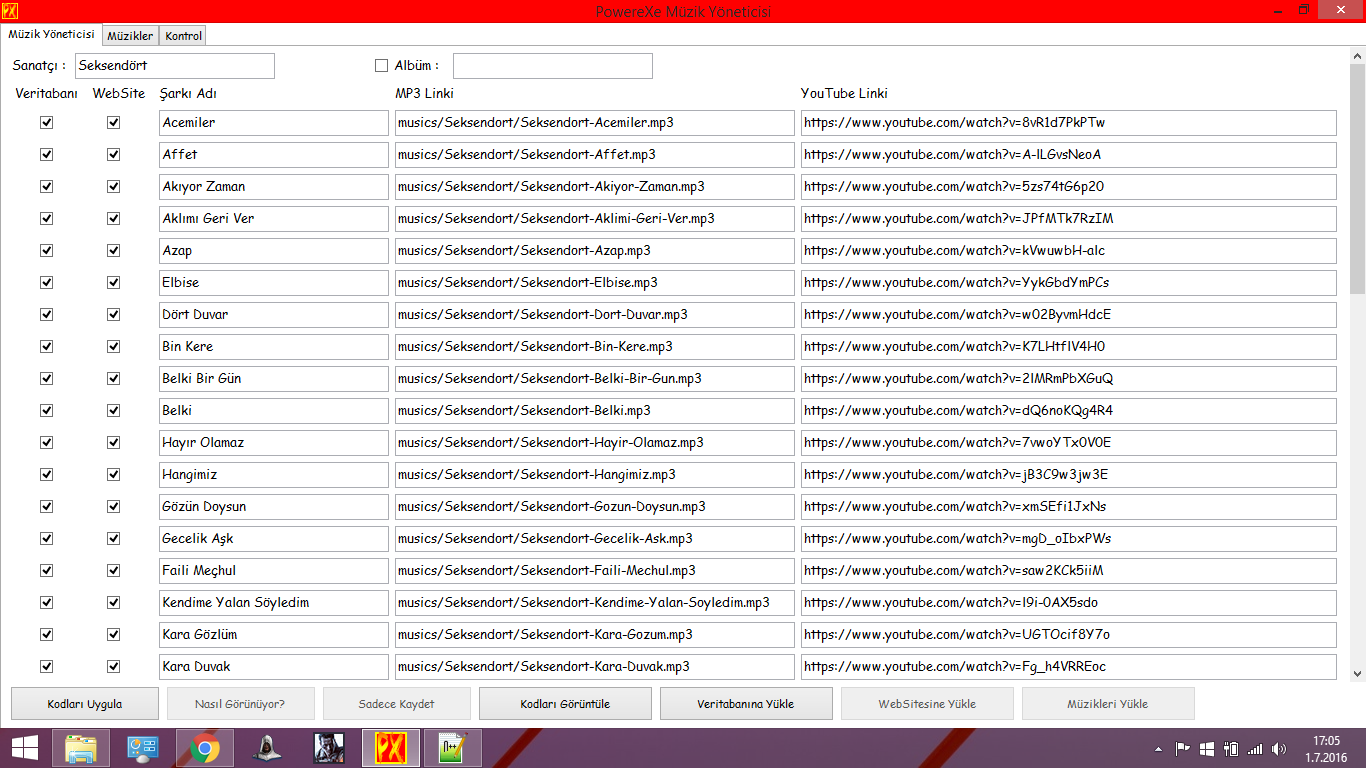 PowereXe Müzik Yöneticisi
Müzik Yöneticisi Müzikler Kontrol
Sanatçı : Seksendört Albüm :
Veritabanı WebSite Şarkı Adı MP3 Linki YouTube Linki
Acemiler musics/Seksendort/Seksendort-Acemiler.mp3 https://www.youtube.com/watch?v=8vR1d7PkPTw
Affet musics/Seksendort/Seksendort-Affet.mp3 https://www.youtube.com/watch?v=A-lLGvsNeoA
Akıyor Zaman musics/Seksendort/Seksendort-Akiyor-Zaman.mp3 https://www.youtube.com/watch?v=5zs74tG6p20
Aklımı Geri Ver musics/Seksendort/Seksendort-Aklimi-Geri-Ver.mp3 https://www.youtube.com/watch?v=JPfMTk7RzIM
Azap musics/Seksendort/Seksendort-Azap.mp3 https://www.youtube.com/watch?v=kVwuwbH-alc
Elbise musics/Seksendort/Seksendort-Elbise.mp3 https://www.youtube.com/watch?v=YykGbdYmPCs
Dört Duvar musics/Seksendort/Seksendort-Dort-Duvar.mp3 https://www.youtube.com/watch?v=w02ByvmHdcE
Bin Kere musics/Seksendort/Seksendort-Bin-Kere.mp3 https://www.youtube.com/watch?v=K7LHtflV4H0
Belki Bir Gün musics/Seksendort/Seksendort-Belki-Bir-Gun.mp3 https://www.youtube.com/watch?v=2lMRmPbXGuQ
Belki musics/Seksendort/Seksendort-Belki.mp3 https://www.youtube.com/watch?v=dQ6noKQg4R4
Hayır Olamaz musics/Seksendort/Seksendort-Hayir-Olamaz.mp3 https://www.youtube.com/watch?v=7vwoYTx0V0E
Hangimiz musics/Seksendort/Seksendort-Hangimiz.mp3 https://www.youtube.com/watch?v=jB3C9w3jw3E
Gözün Doysun musics/Seksendort/Seksendort-Gozun-Doysun.mp3 https://www.youtube.com/watch?v=xmSEfi1JxNs
Gecelik Aşk musics/Seksendort/Seksendort-Gecelik-Ask.mp3 https://www.youtube.com/watch?v=mgD_oIbxPWs
Faili Meçhul musics/Seksendort/Seksendort-Faili-Mechul.mp3 https://www.youtube.com/watch?v=saw2KCk5iiM
Kendime Yalan Söyledim musics/Seksendort/Seksendort-Kendime-Yalan-Soyledim.mp3 https://www.youtube.com/watch?v=l9i-0AX5sdo
Kara Gözlüm musics/Seksendort/Seksendort-Kara-Gozum.mp3 https://www.youtube.com/watch?v=UGTOcif8Y7o
Kara Duvak musics/Seksendort/Seksendort-Kara-Duvak.mp3 https://www.youtube.com/watch?v=Fg_h4VRREoc
Kodları Uygula Nasıl Görünüyor? Sadece Kaydet Kodları Görüntüle Veritabanına Yükle WebSitesine Yükle Müzikleri Yükle
PX N++ 17:05
1.7.2016